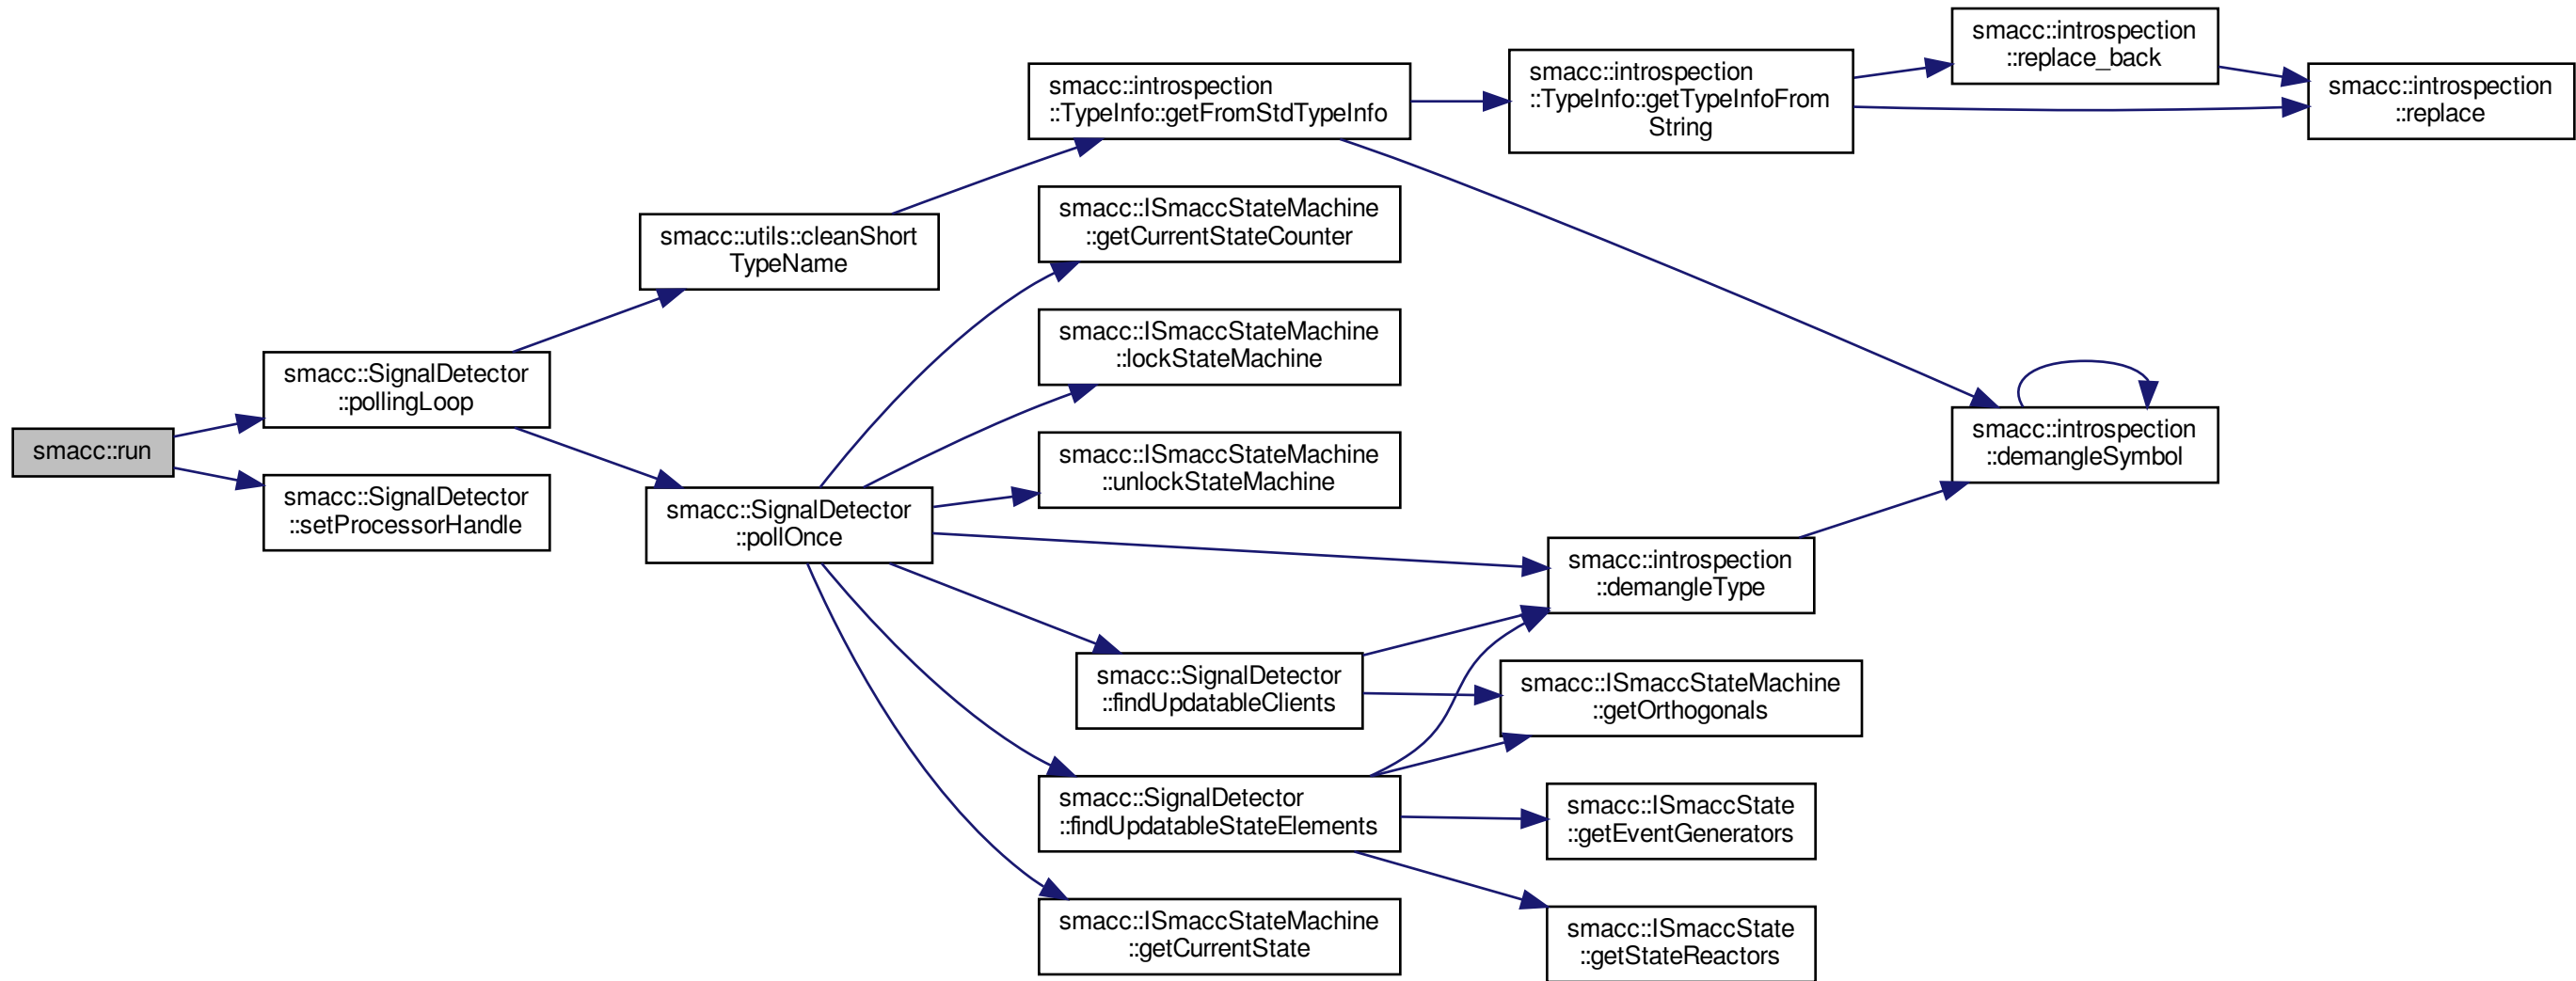 smacc::run
smacc::SignalDetector
::pollingLoop
smacc::SignalDetector
::setProcessorHandle
smacc::utils::cleanShort
TypeName
smacc::SignalDetector
::pollOnce
smacc::introspection
::TypeInfo::getFromStdTypeInfo
smacc::ISmaccStateMachine
::getCurrentStateCounter
smacc::ISmaccStateMachine
::lockStateMachine
smacc::ISmaccStateMachine
::unlockStateMachine
smacc::SignalDetector
::findUpdatableClients
smacc::SignalDetector
::findUpdatableStateElements
smacc::ISmaccStateMachine
::getCurrentState
smacc::introspection
::TypeInfo::getTypeInfoFrom
String
smacc::introspection
::demangleType
smacc::ISmaccStateMachine
::getOrthogonals
smacc::ISmaccState
::getEventGenerators
smacc::ISmaccState
::getStateReactors
smacc::introspection
::replace_back
smacc::introspection
::demangleSymbol
smacc::introspection
::replace